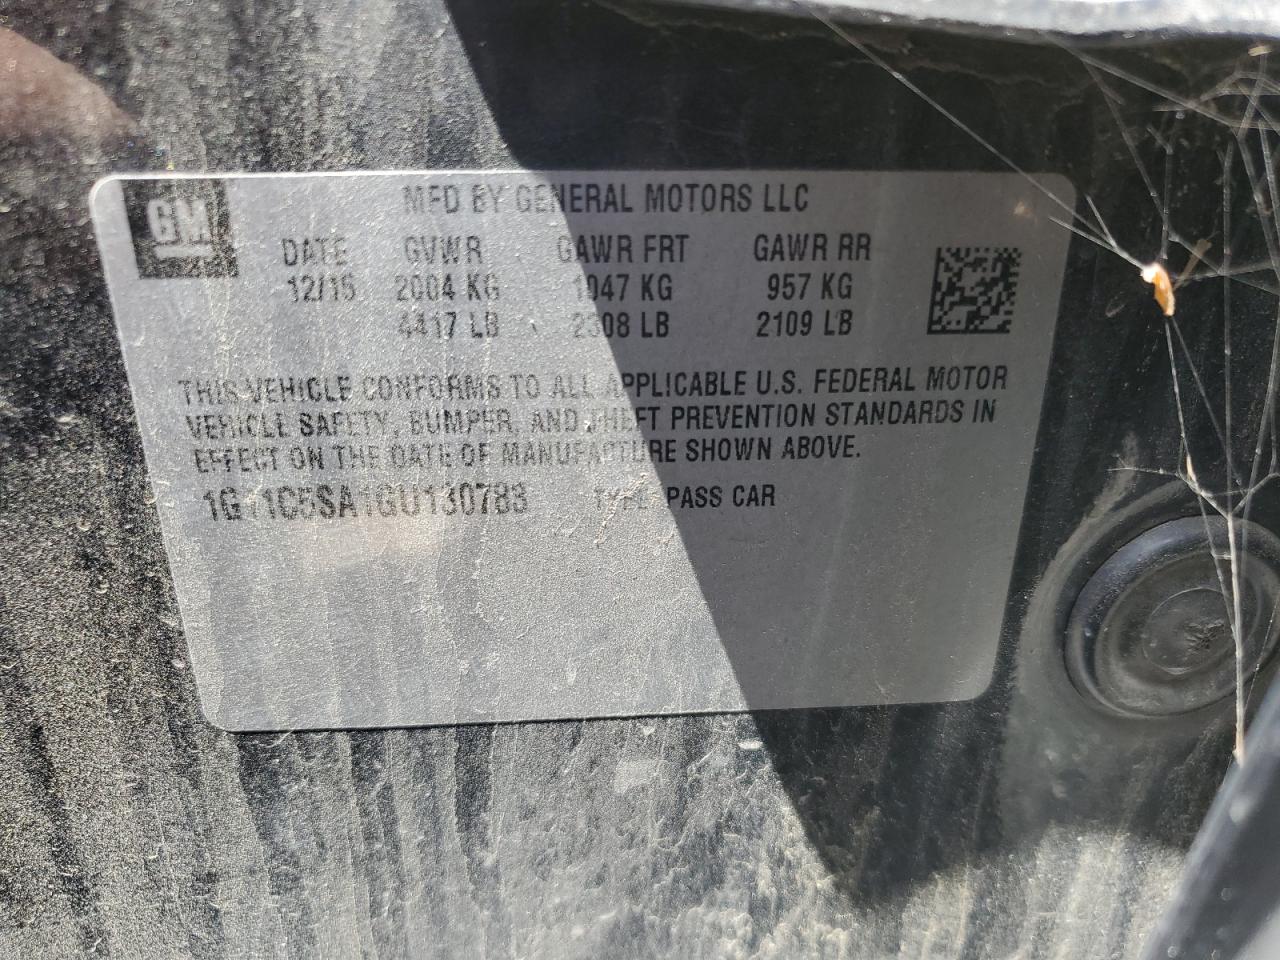 GM
MFD BY GENERAL MOTORS LLC
DATE GVWR GAWR FRT GAWR RR
12/15 2004 KG 1047 KG 957 KG
4417 LB 2308 LB 2109 LB
THIS VEHICLE CONFORMS TO ALL APPLICABLE U.S. FEDERAL MOTOR
VEHICLE SAFETY, BUMPER, AND THEFT PREVENTION STANDARDS IN
EFFECT ON THE DATE OF MANUFACTURE SHOWN ABOVE.
1G11C5SA1GU130783 TYPE: PASS CAR